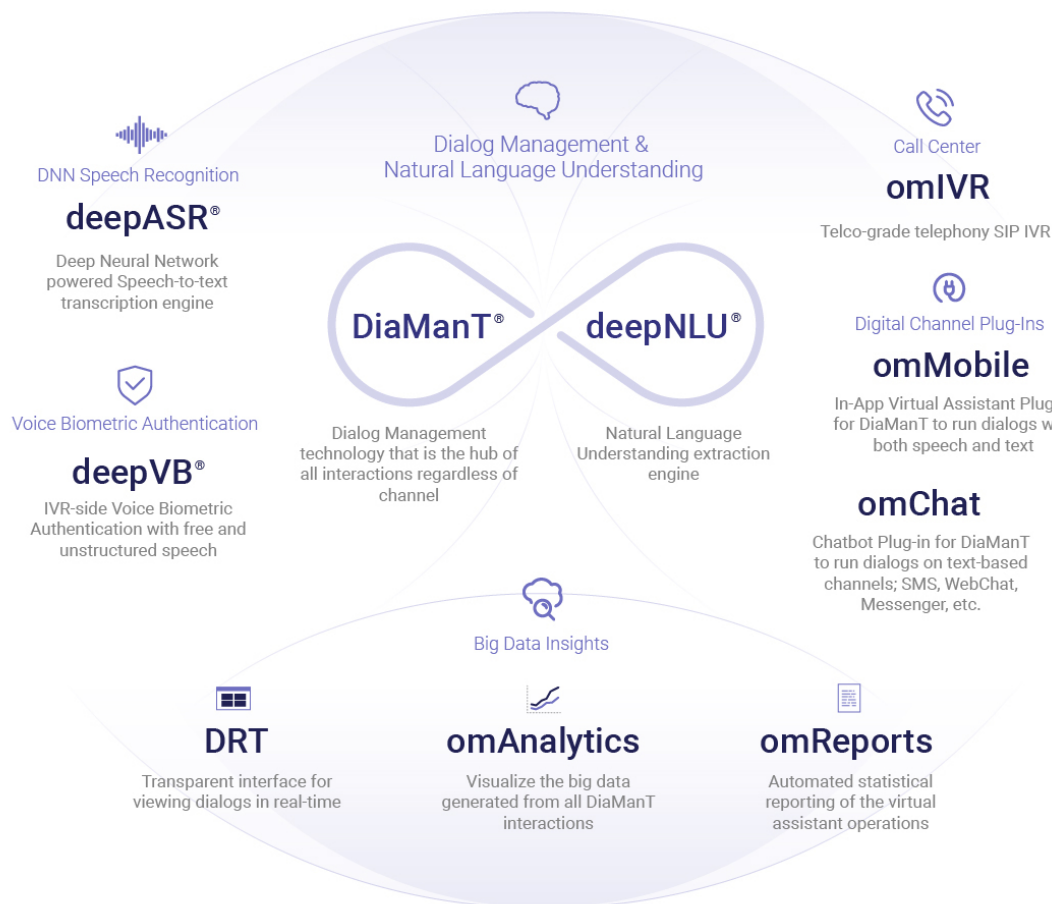 Dialog Management &
Natural Language Understanding
DNN Speech Recognition
deepASR®
Deep Neural Network
powered Speech-to-text
transcription engine
Voice Biometric Authentication
deepVB®
IVR-side Voice Biometric
Authentication with free and
unstructured speech
DiaManT®
Dialog Management
technology that is the hub of
all interactions regardless of
channel
deepNLU®
Natural Language
Understanding extraction
engine
Call Center
omIVR
Telco-grade telephony SIP IVR
Digital Channel Plug-Ins
omMobile
In-App Virtual Assistant Plug
for DiaManT to run dialogs w
both speech and text
omChat
Chatbot Plug-in for DiaManT
to run dialogs on text-based
channels; SMS, WebChat,
Messenger, etc.
Big Data Insights
DRT
Transparent interface for
viewing dialogs in real-time
omAnalytics
Visualize the big data
generated from all DiaManT
interactions
omReports
Automated statistical
reporting of the virtual
assistant operations